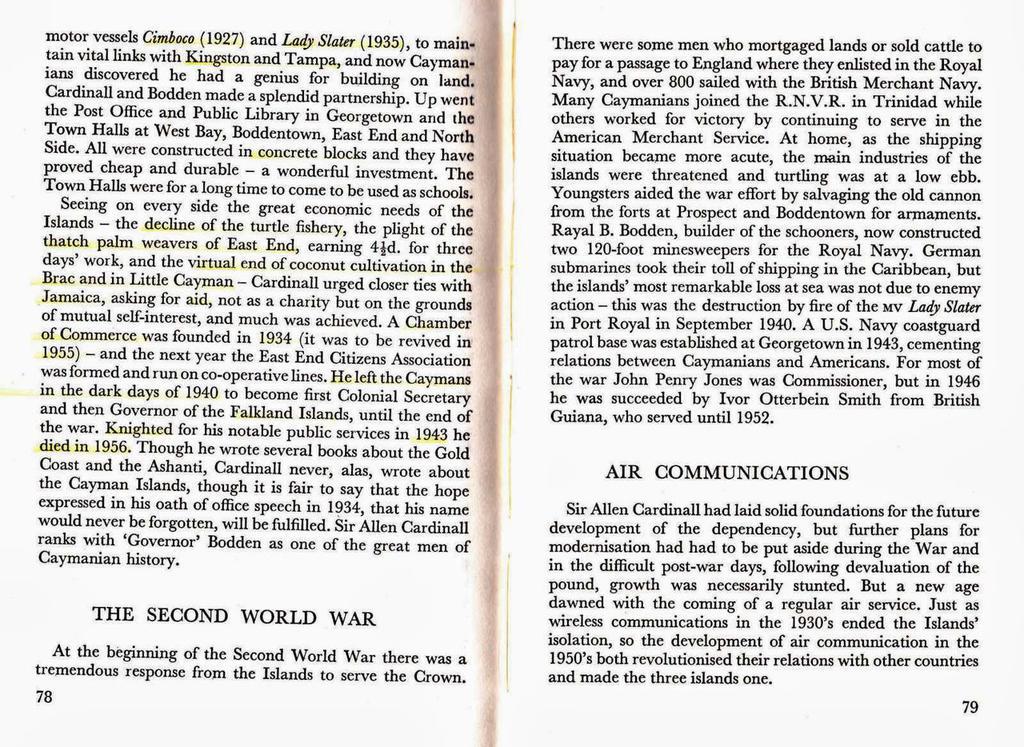 motor vessels Cimboco (1927) and Lady Slater (1935), to main-
tain vital links with Kingston and Tampa, and now Cayman-
ians discovered he had a genius for building on land.
Cardinall and Bodden made a splendid partnership. Up went
the Post Office and Public Library in Georgetown and the
Town Halls at West Bay, Boddentown, East End and North
Side. All were constructed in concrete blocks and they have
proved cheap and durable – a wonderful investment. The
Town Halls were for a long time to come to be used as schools.
Seeing on every side the great economic needs of the
Islands – the decline of the turtle fishery, the plight of the
thatch palm weavers of East End, earning 4½d. for three
days' work, and the virtual end of coconut cultivation in the
Brac and in Little Cayman – Cardinall urged closer ties with
Jamaica, asking for aid, not as a charity but on the grounds
of mutual self-interest, and much was achieved. A Chamber
of Commerce was founded in 1934 (it was to be revived in
1955) – and the next year the East End Citizens Association
was formed and run on co-operative lines. He left the Caymans
in the dark days of 1940 to become first Colonial Secretary
and then Governor of the Falkland Islands, until the end of
the war. Knighted for his notable public services in 1943 he
died in 1956. Though he wrote several books about the Gold
Coast and the Ashanti, Cardinall never, alas, wrote about
the Cayman Islands, though it is fair to say that the hope
expressed in his oath of office speech in 1934, that his name
would never be forgotten, will be fulfilled. Sir Allen Cardinall
ranks with 'Governor' Bodden as one of the great men of
Caymanian history.
THE SECOND WORLD WAR
At the beginning of the Second World War there was a
tremendous response from the Islands to serve the Crown.
78
There were some men who mortgaged lands or sold cattle to
pay for a passage to England where they enlisted in the Royal
Navy, and over 800 sailed with the British Merchant Navy.
Many Caymanians joined the R.N.V.R. in Trinidad while
others worked for victory by continuing to serve in the
American Merchant Service. At home, as the shipping
situation became more acute, the main industries of the
islands were threatened and turtling was at a low ebb.
Youngsters aided the war effort by salvaging the old cannon
from the forts at Prospect and Boddentown for armaments.
Rayal B. Bodden, builder of the schooners, now constructed
two 120-foot minesweepers for the Royal Navy. German
submarines took their toll of shipping in the Caribbean, but
the islands' most remarkable loss at sea was not due to enemy
action – this was the destruction by fire of the MV Lady Slater
in Port Royal in September 1940. A U.S. Navy coastguard
patrol base was established at Georgetown in 1943, cementing
relations between Caymanians and Americans. For most of
the war John Penry Jones was Commissioner, but in 1946
he was succeeded by Ivor Otterbein Smith from British
Guiana, who served until 1952.
AIR COMMUNICATIONS
Sir Allen Cardinall had laid solid foundations for the future
development of the dependency, but further plans for
modernisation had had to be put aside during the War and
in the difficult post-war days, following devaluation of the
pound, growth was necessarily stunted. But a new age
dawned with the coming of a regular air service. Just as
wireless communications in the 1930's ended the Islands'
isolation, so the development of air communication in the
1950's both revolutionised their relations with other countries
and made the three islands one.
79